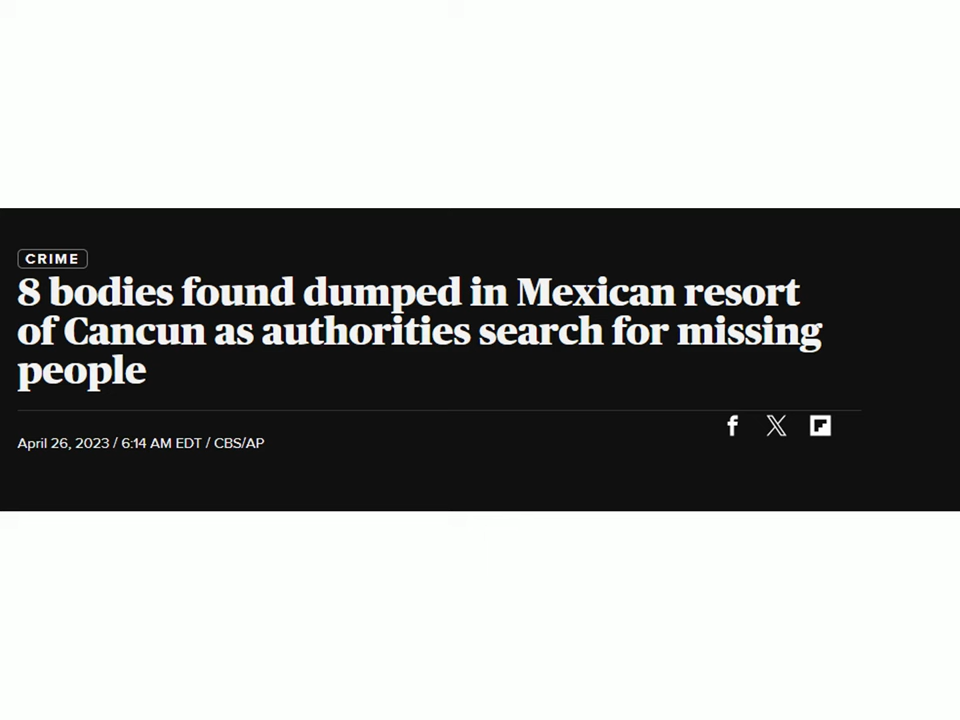 CRIME
8 bodies found dumped in Mexican resort
of Cancun as authorities search for missing
people
April 26, 2023 / 6:14 AM EDT / CBS/AP